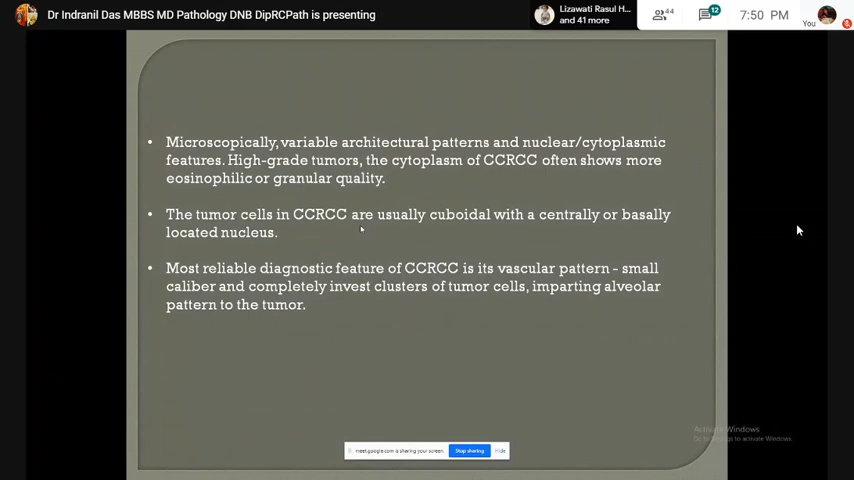 Dr Indranil Das MBBS MD Pathology DNB DipRCPath is presenting
Lizawati Rasul H...
and 41 more
44
12
7:50 PM
You
• Microscopically, variable architectural patterns and nuclear/cytoplasmic
features. High-grade tumors, the cytoplasm of CCRCC often shows more
eosinophilic or granular quality.
• The tumor cells in CCRCC are usually cuboidal with a centrally or basally
located nucleus.
• Most reliable diagnostic feature of CCRCC is its vascular pattern - small
caliber and completely invest clusters of tumor cells, imparting alveolar
pattern to the tumor.
Activate Windows
Go to Settings to activate Windows.
meet.google.com is sharing your screen.
Stop sharing
Hide